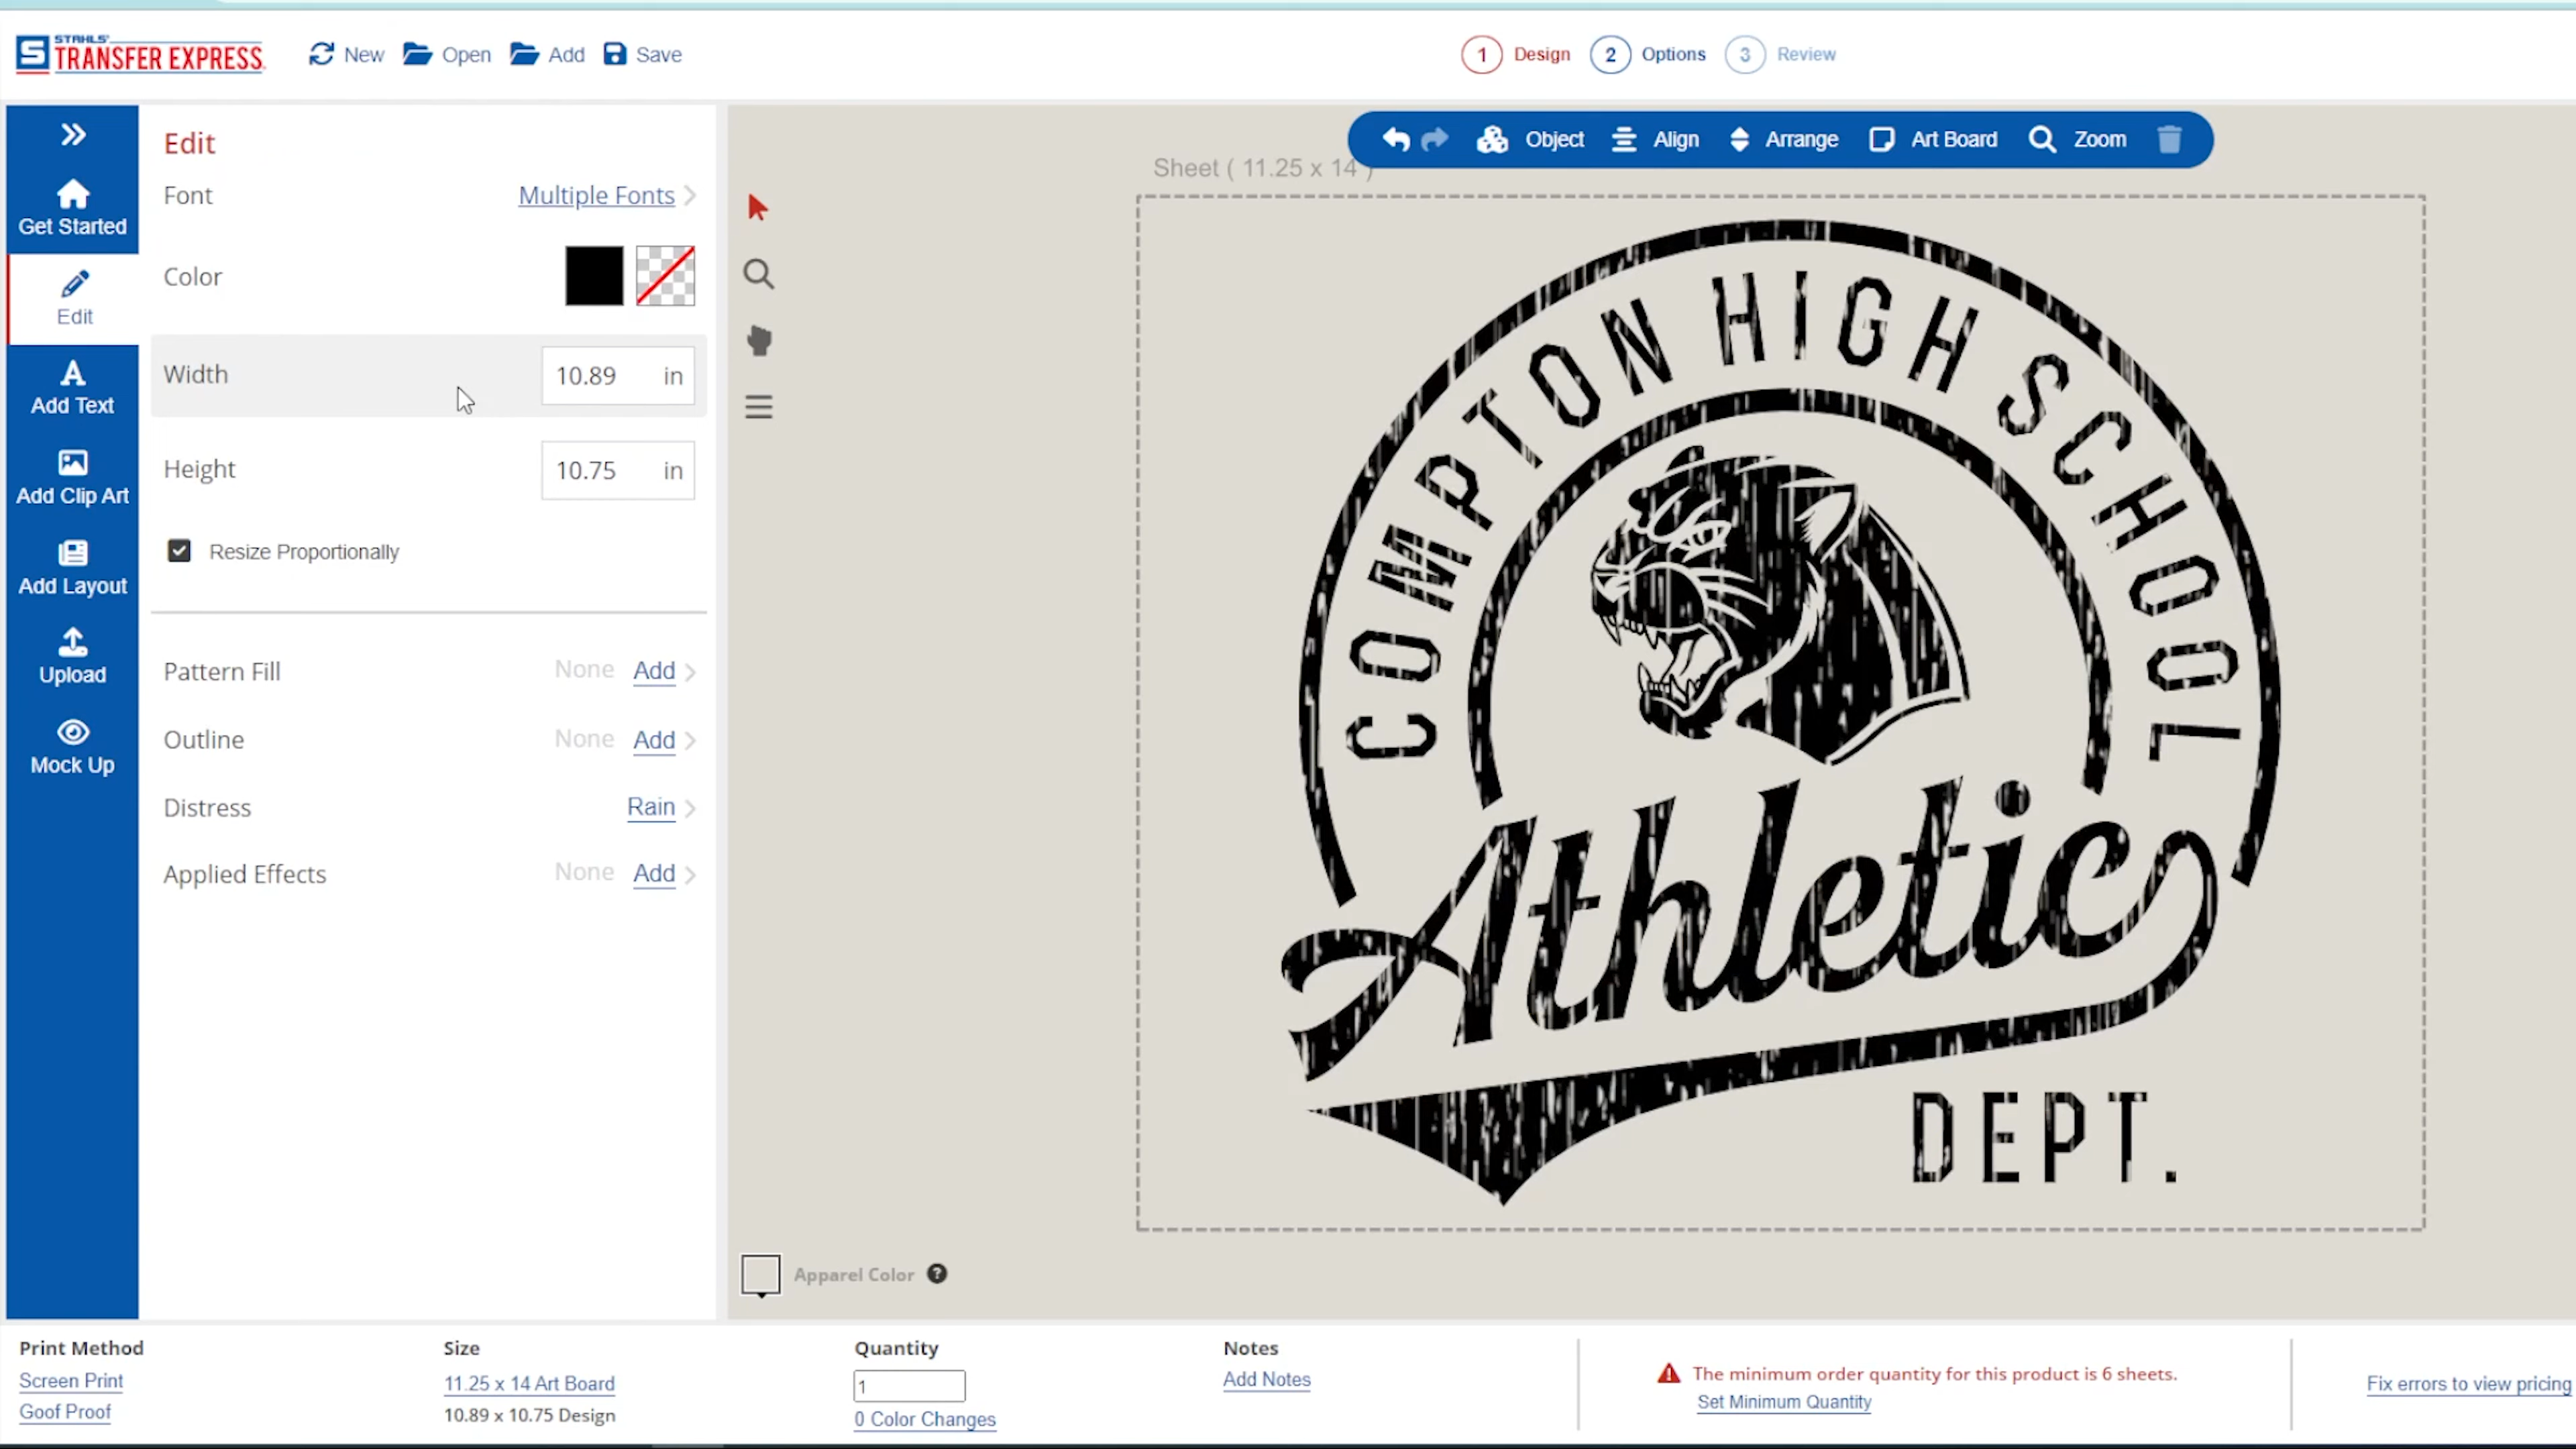 STAHLS'
TRANSFER EXPRESS
New
Open
Add
Save
1 Design
2 Options
3 Review
Get Started
Edit
Add Text
Add Clip Art
Add Layout
Upload
Mock Up
Edit
Font Multiple Fonts
Color
Width 10.89 in
Height 10.75 in
Resize Proportionally
Pattern Fill None Add
Outline None Add
Distress Rain
Applied Effects None Add
Object
Align
Arrange
Art Board
Zoom
Sheet ( 11.25 x 14 )
COMPTON HIGH SCHOOL
Athletic
DEPT.
Apparel Color ?
Print Method
Screen Print
Goof Proof
Size
11.25 x 14 Art Board
10.89 x 10.75 Design
Quantity
1
0 Color Changes
Notes
Add Notes
The minimum order quantity for this product is 6 sheets.
Set Minimum Quantity
Fix errors to view pricing